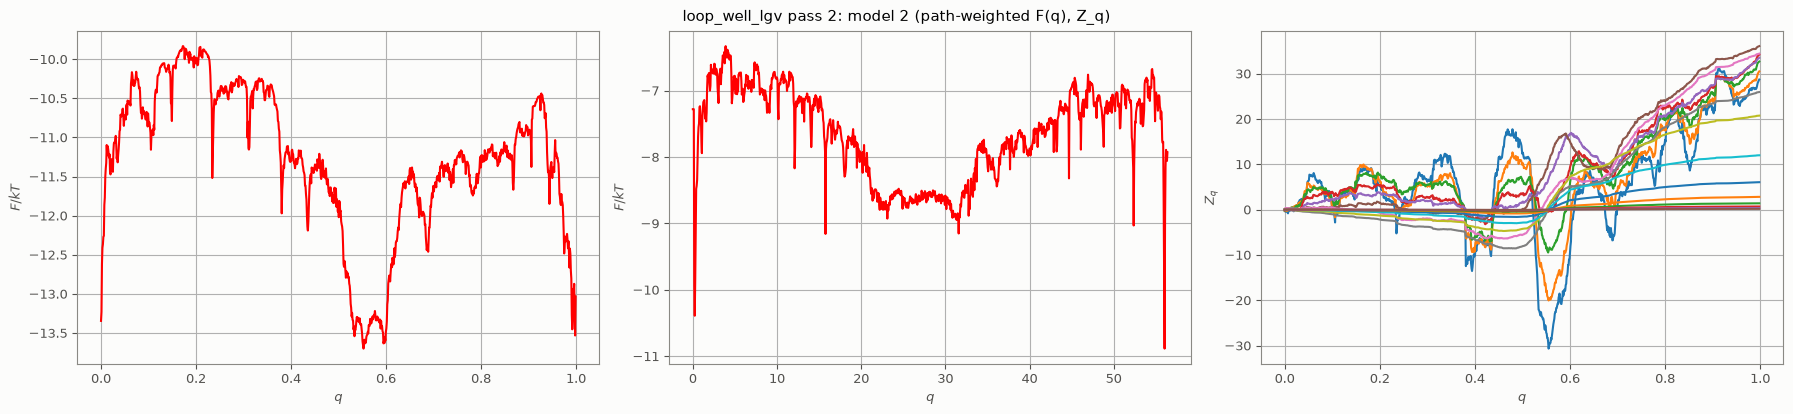 loop_well_lgv pass 2: model 2 (path-weighted F(q), Z_q)
F/kT
−10.0
−10.5
−11.0
−11.5
−12.0
−12.5
−13.0
−13.5
0.0 0.2 0.4 0.6 0.8 1.0
q
F/kT
−7
−8
−9
−10
−11
0 10 20 30 40 50
q
Z_q
30
20
10
0
−10
−20
−30
0.0 0.2 0.4 0.6 0.8 1.0
q